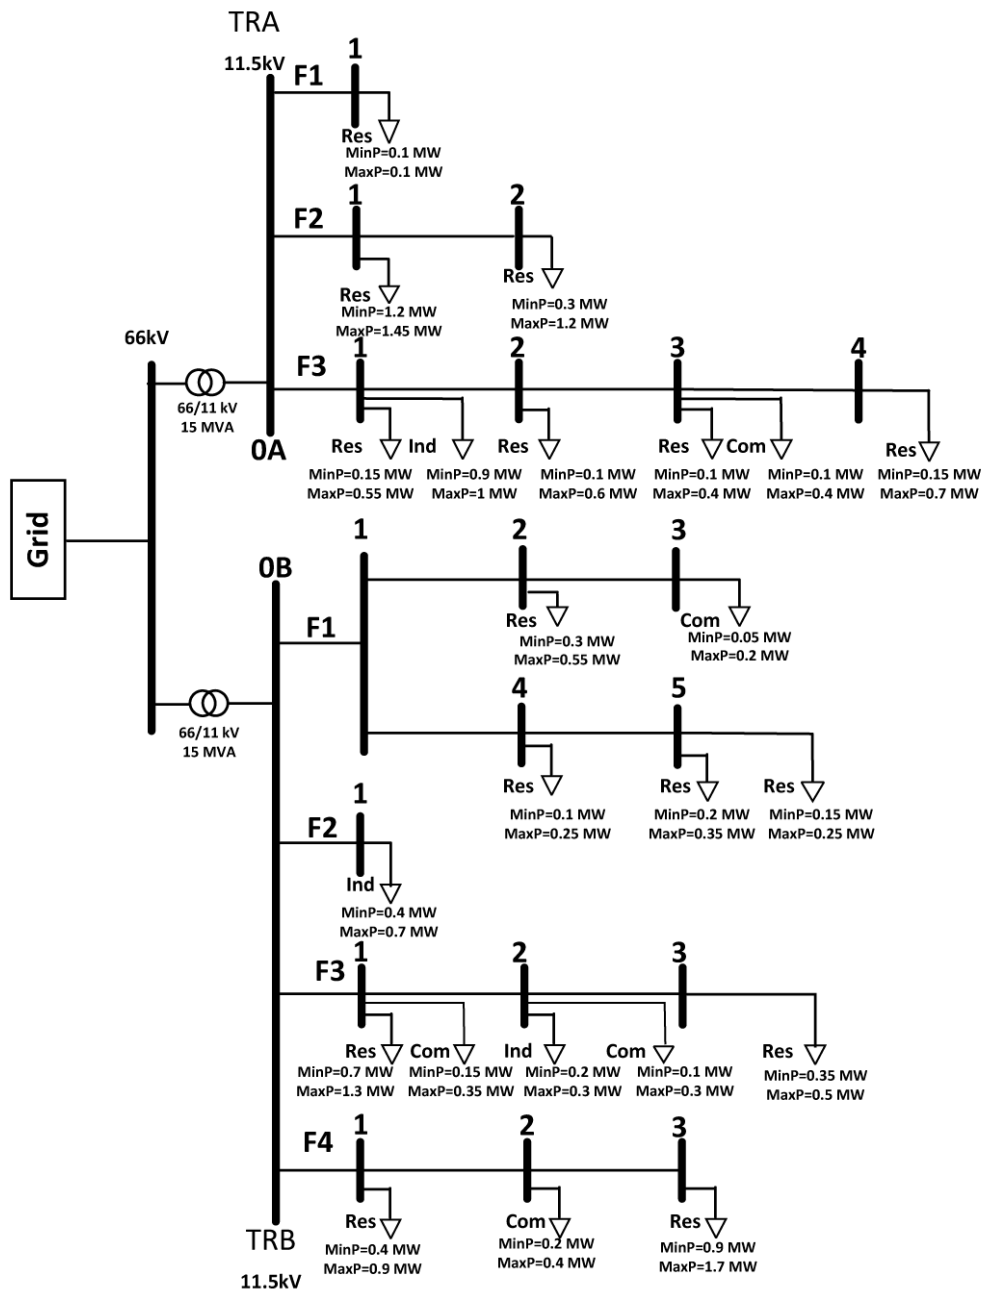 TRA
11.5kV
F1
1
Res
MinP=0.1 MW
MaxP=0.1 MW
F2
1
2
Res
MinP=1.2 MW
MaxP=1.45 MW
Res
MinP=0.3 MW
MaxP=1.2 MW
66kV
66/11 kV
15 MVA
F3
1
2
3
4
0A
Res
MinP=0.15 MW
MaxP=0.55 MW
Ind
MinP=0.9 MW
MaxP=1 MW
Res
MinP=0.1 MW
MaxP=0.6 MW
Res
MinP=0.1 MW
MaxP=0.4 MW
Com
MinP=0.1 MW
MaxP=0.4 MW
Res
MinP=0.15 MW
MaxP=0.7 MW
Grid
0B
66/11 kV
15 MVA
F1
1
2
3
Res
MinP=0.3 MW
MaxP=0.55 MW
Com
MinP=0.05 MW
MaxP=0.2 MW
4
5
Res
MinP=0.1 MW
MaxP=0.25 MW
Res
MinP=0.2 MW
MaxP=0.35 MW
Res
MinP=0.15 MW
MaxP=0.25 MW
F2
1
Ind
MinP=0.4 MW
MaxP=0.7 MW
F3
1
2
3
Res
MinP=0.7 MW
MaxP=1.3 MW
Com
MinP=0.15 MW
MaxP=0.35 MW
Ind
MinP=0.2 MW
MaxP=0.3 MW
Com
MinP=0.1 MW
MaxP=0.3 MW
Res
MinP=0.35 MW
MaxP=0.5 MW
F4
1
2
3
Res
MinP=0.4 MW
MaxP=0.9 MW
Com
MinP=0.2 MW
MaxP=0.4 MW
Res
MinP=0.9 MW
MaxP=1.7 MW
TRB
11.5kV